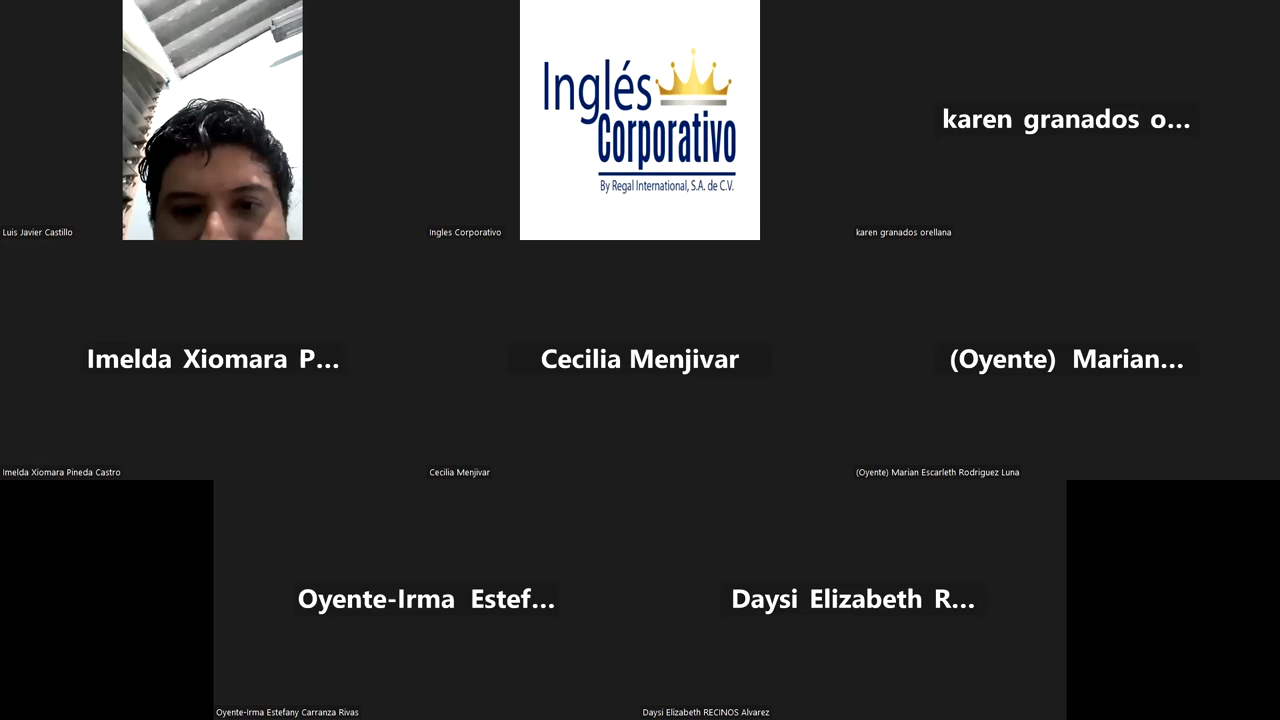 Luis Javier Castillo
Inglés
Corporativo
By Regal International, S.A. de C.V.
Ingles Corporativo
karen granados o...
karen granados orellana
Imelda Xiomara P...
Imelda Xiomara Pineda Castro
Cecilia Menjivar
Cecilia Menjivar
(Oyente) Marian...
(Oyente) Marian Escarleth Rodriguez Luna
Oyente-Irma Estef...
Oyente-Irma Estefany Carranza Rivas
Daysi Elizabeth R...
Daysi Elizabeth RECINOS Alvarez